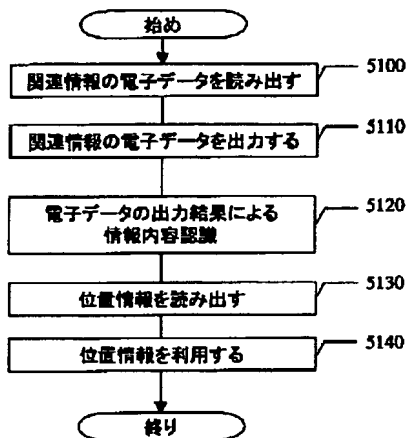 始め
関連情報の電子データを読み出す
5100
関連情報の電子データを出力する
5110
電子データの出力結果による
情報内容認識
5120
位置情報を読み出す
5130
位置情報を利用する
5140
終り